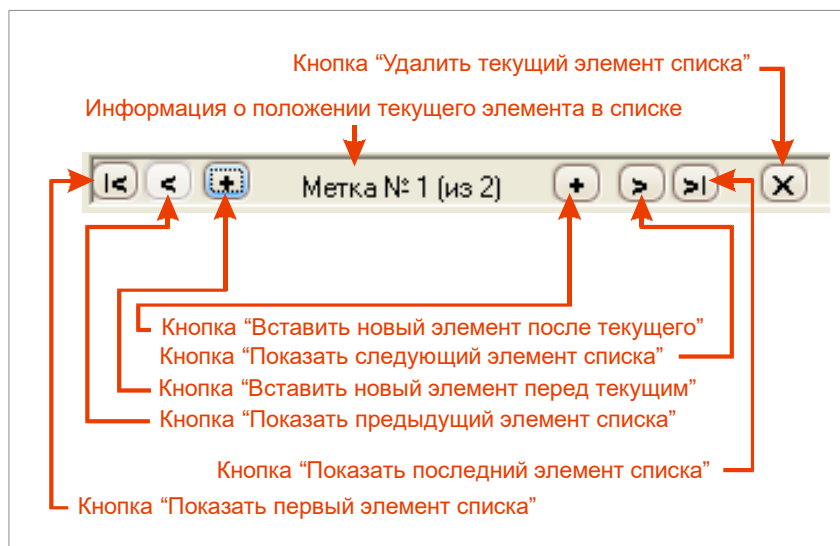 Кнопка “Удалить текущий элемент списка”
Информация о положении текущего элемента в списке
|< < + Метка № 1 (из 2) + > >| X
Кнопка “Вставить новый элемент после текущего”
Кнопка “Показать следующий элемент списка”
Кнопка “Вставить новый элемент перед текущим”
Кнопка “Показать предыдущий элемент списка”
Кнопка “Показать последний элемент списка”
Кнопка “Показать первый элемент списка”